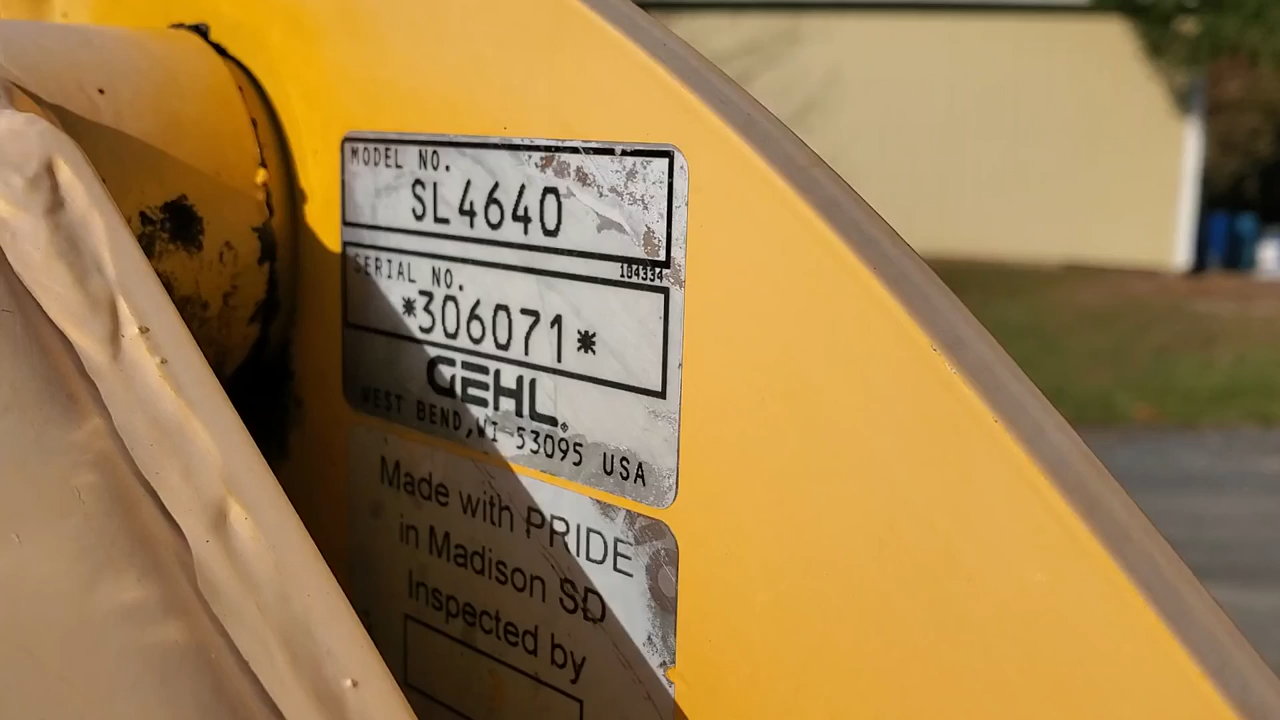 MODEL NO.
SL4640
104334
SERIAL NO.
*306071*
GEHL®
WEST BEND, WI 53095 USA
Made with PRIDE
in Madison SD
Inspected by